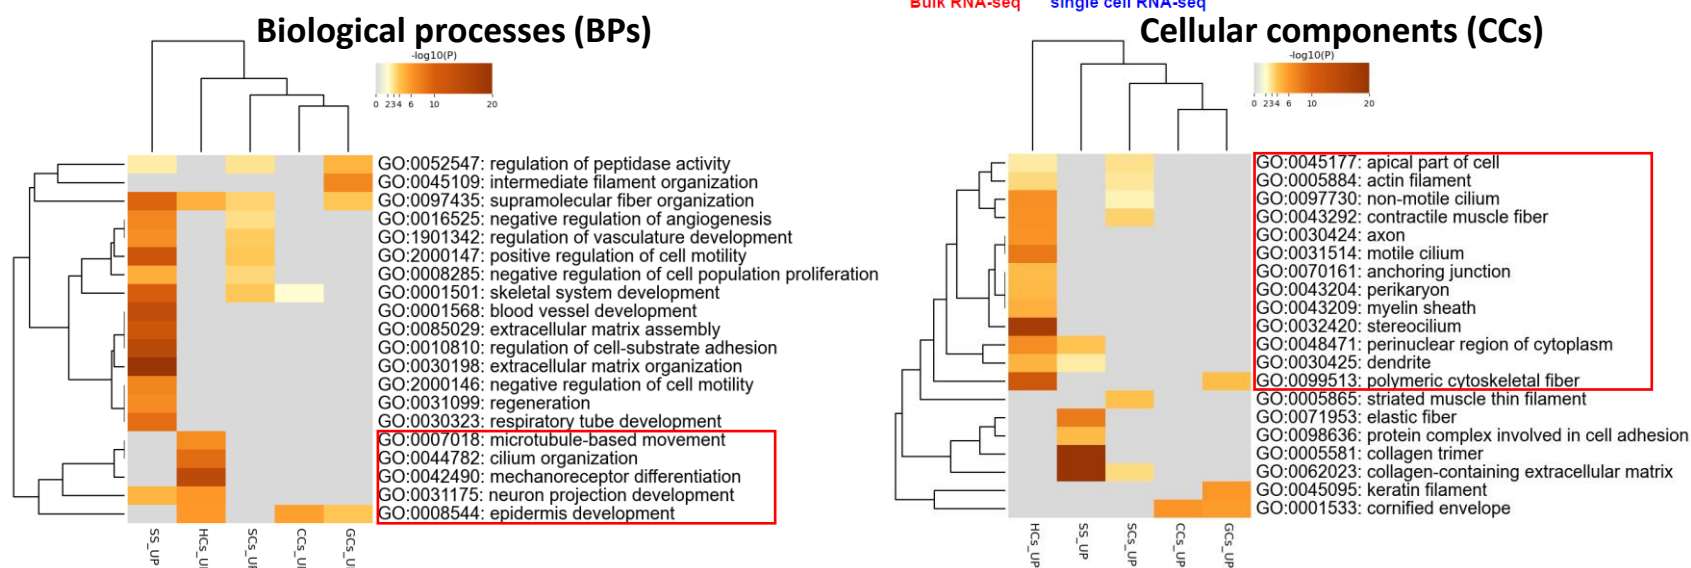 Bulk RNA-seq single cell RNA-seq
Biological processes (BPs)
-log10(P)
0 2 3 4 6 10 20
GO:0052547: regulation of peptidase activity
GO:0045109: intermediate filament organization
GO:0097435: supramolecular fiber organization
GO:0016525: negative regulation of angiogenesis
GO:1901342: regulation of vasculature development
GO:2000147: positive regulation of cell motility
GO:0008285: negative regulation of cell population proliferation
GO:0001501: skeletal system development
GO:0001568: blood vessel development
GO:0085029: extracellular matrix assembly
GO:0010810: regulation of cell-substrate adhesion
GO:0030198: extracellular matrix organization
GO:2000146: negative regulation of cell motility
GO:0031099: regeneration
GO:0030323: respiratory tube development
GO:0007018: microtubule-based movement
GO:0044782: cilium organization
GO:0042490: mechanoreceptor differentiation
GO:0031175: neuron projection development
GO:0008544: epidermis development
SS_UP
HCs_UP
SCs_UP
CCs_UP
GCs_UP
Cellular components (CCs)
-log10(P)
0 2 3 4 6 10 20
GO:0045177: apical part of cell
GO:0005884: actin filament
GO:0097730: non-motile cilium
GO:0043292: contractile muscle fiber
GO:0030424: axon
GO:0031514: motile cilium
GO:0070161: anchoring junction
GO:0043204: perikaryon
GO:0043209: myelin sheath
GO:0032420: stereocilium
GO:0048471: perinuclear region of cytoplasm
GO:0030425: dendrite
GO:0099513: polymeric cytoskeletal fiber
GO:0005865: striated muscle thin filament
GO:0071953: elastic fiber
GO:0098636: protein complex involved in cell adhesion
GO:0005581: collagen trimer
GO:0062023: collagen-containing extracellular matrix
GO:0045095: keratin filament
GO:0001533: cornified envelope
HCs_UP
SS_UP
SCs_UP
CCs_UP
GCs_UP